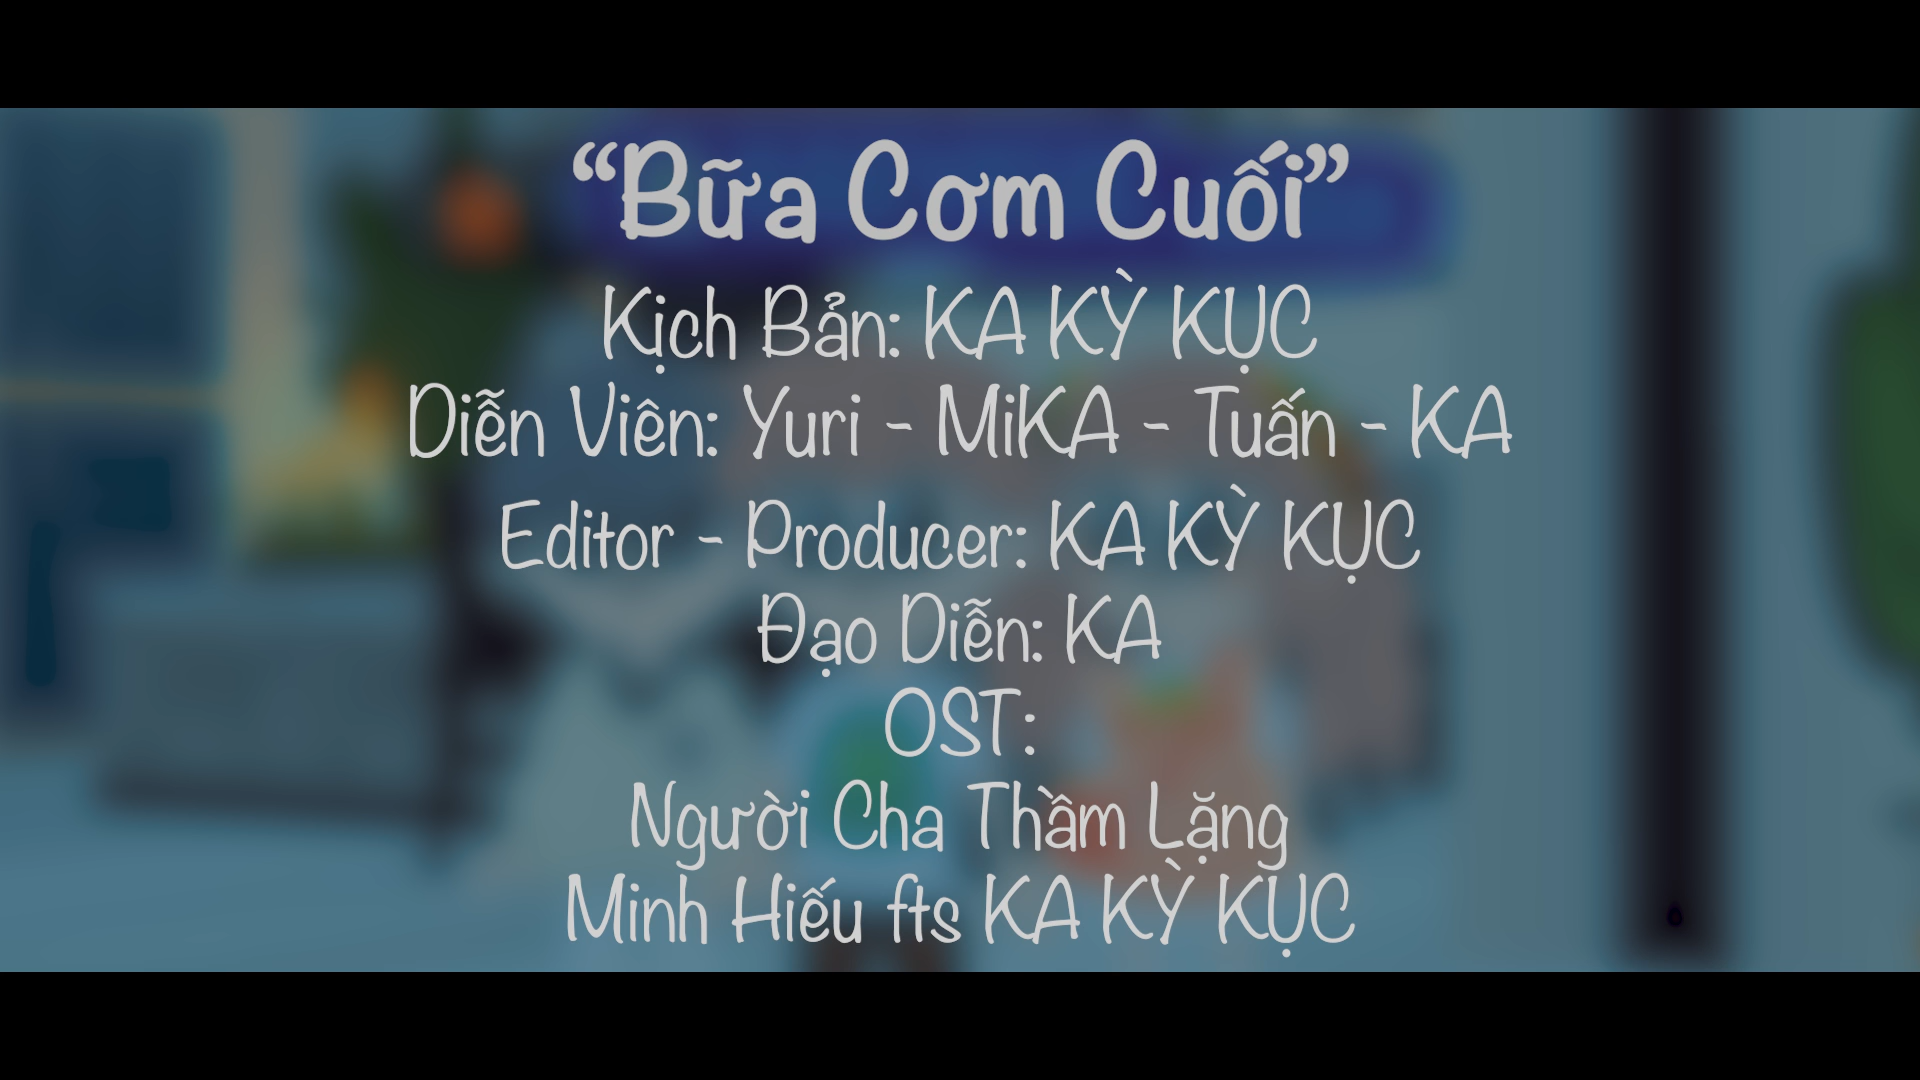 “Bữa Cơm Cuối”
Kịch Bản: KA KỲ KỤC
Diễn Viên: Yuri - MiKA - Tuấn - KA
Editor - Producer: KA KỲ KỤC
Đạo Diễn: KA
OST:
Người Cha Thầm Lặng
Minh Hiếu fts KA KỲ KỤC